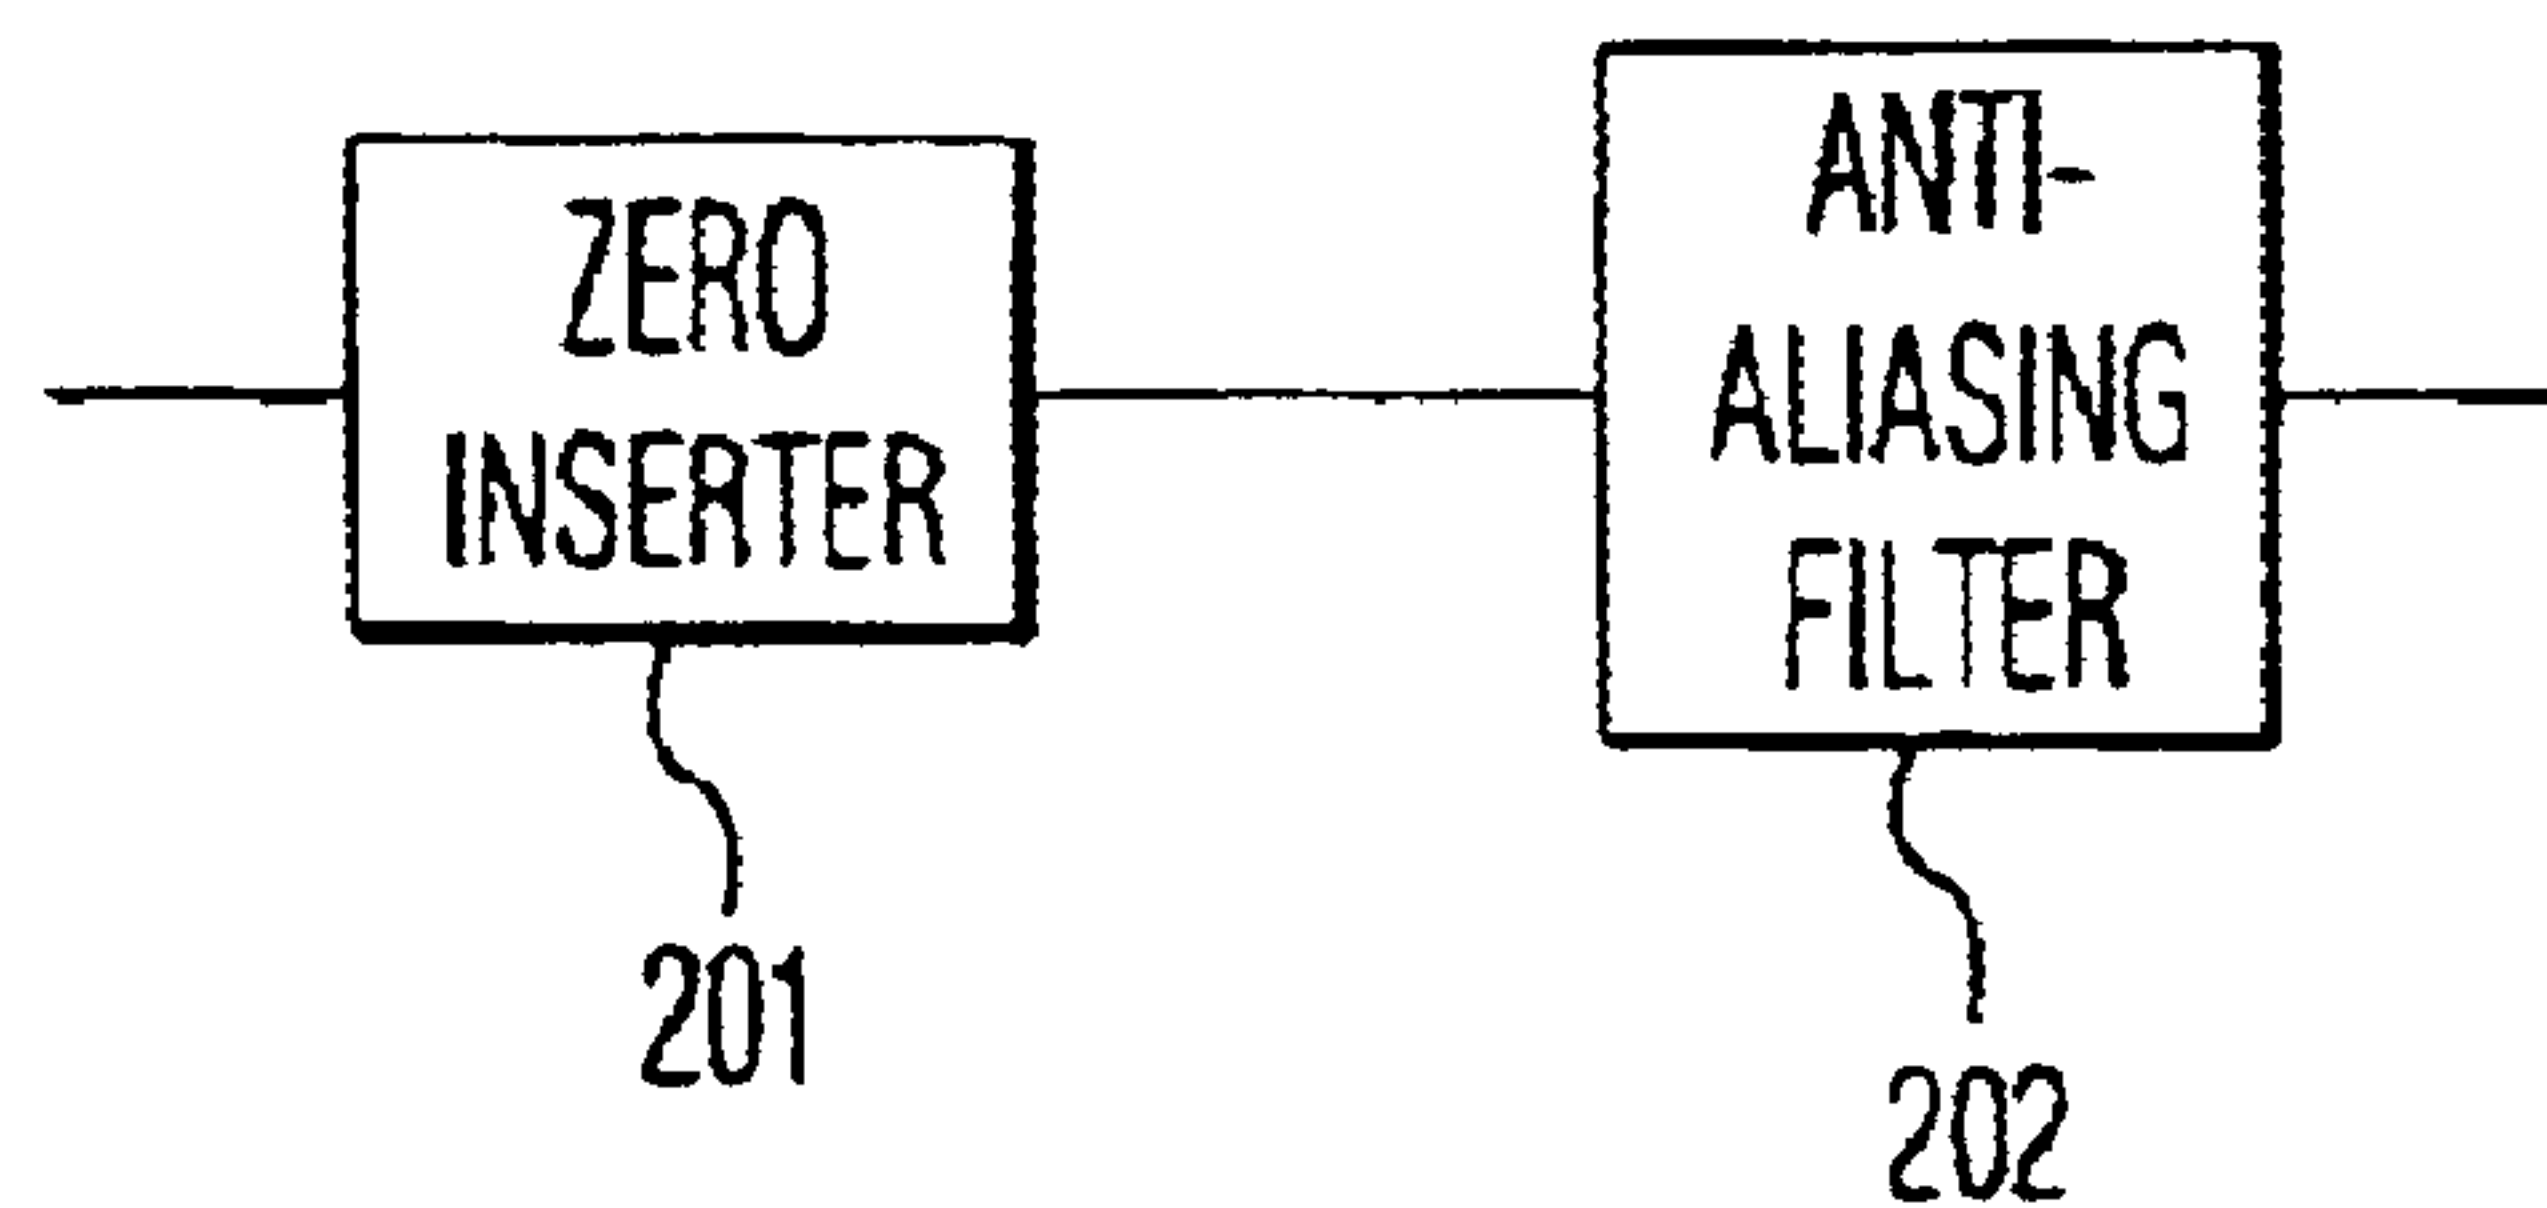 ZERO
INSERTER
201
ANTI-
ALIASING
FILTER
202